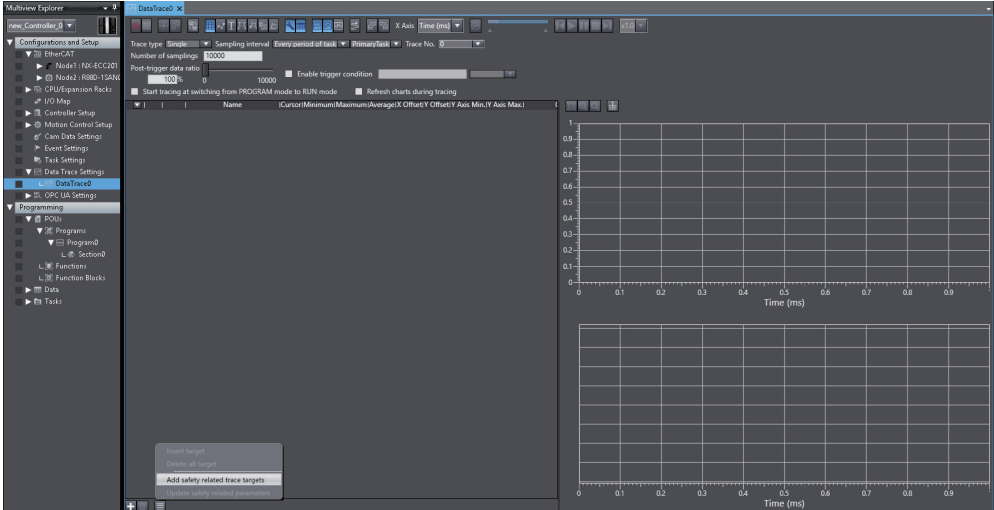 Multiview Explorer
DataTrace0
new_Controller_0
X Axis Time (ms)
x1.0
Configurations and Setup
EtherCAT
Node1 : NX-ECC201
Node2 : R88D-1SAN
CPU/Expansion Racks
I/O Map
Controller Setup
Motion Control Setup
Cam Data Settings
Event Settings
Task Settings
Data Trace Settings
DataTrace0
OPC UA Settings
Programming
POUs
Programs
Program0
Section0
Functions
Function Blocks
Data
Tasks
Trace type Single Sampling interval Every period of task PrimaryTask Trace No. 0
Number of samplings 10000
Post-trigger data ratio
100 % 0 10000
Enable trigger condition
Start tracing at switching from PROGRAM mode to RUN mode Refresh charts during tracing
| | | Name |Cursor|Minimum|Maximum|Average|X Offset|Y Offset|Y Axis Min.|Y Axis Max.|
1
0.9
0.8
0.7
0.6
0.5
0.4
0.3
0.2
0.1
0
0 0.1 0.2 0.3 0.4 0.5 0.6 0.7 0.8 0.9
Time (ms)
Insert target
Delete all target
Add safety related trace targets
Update safety related parameters
0 0.1 0.2 0.3 0.4 0.5 0.6 0.7 0.8 0.9
Time (ms)